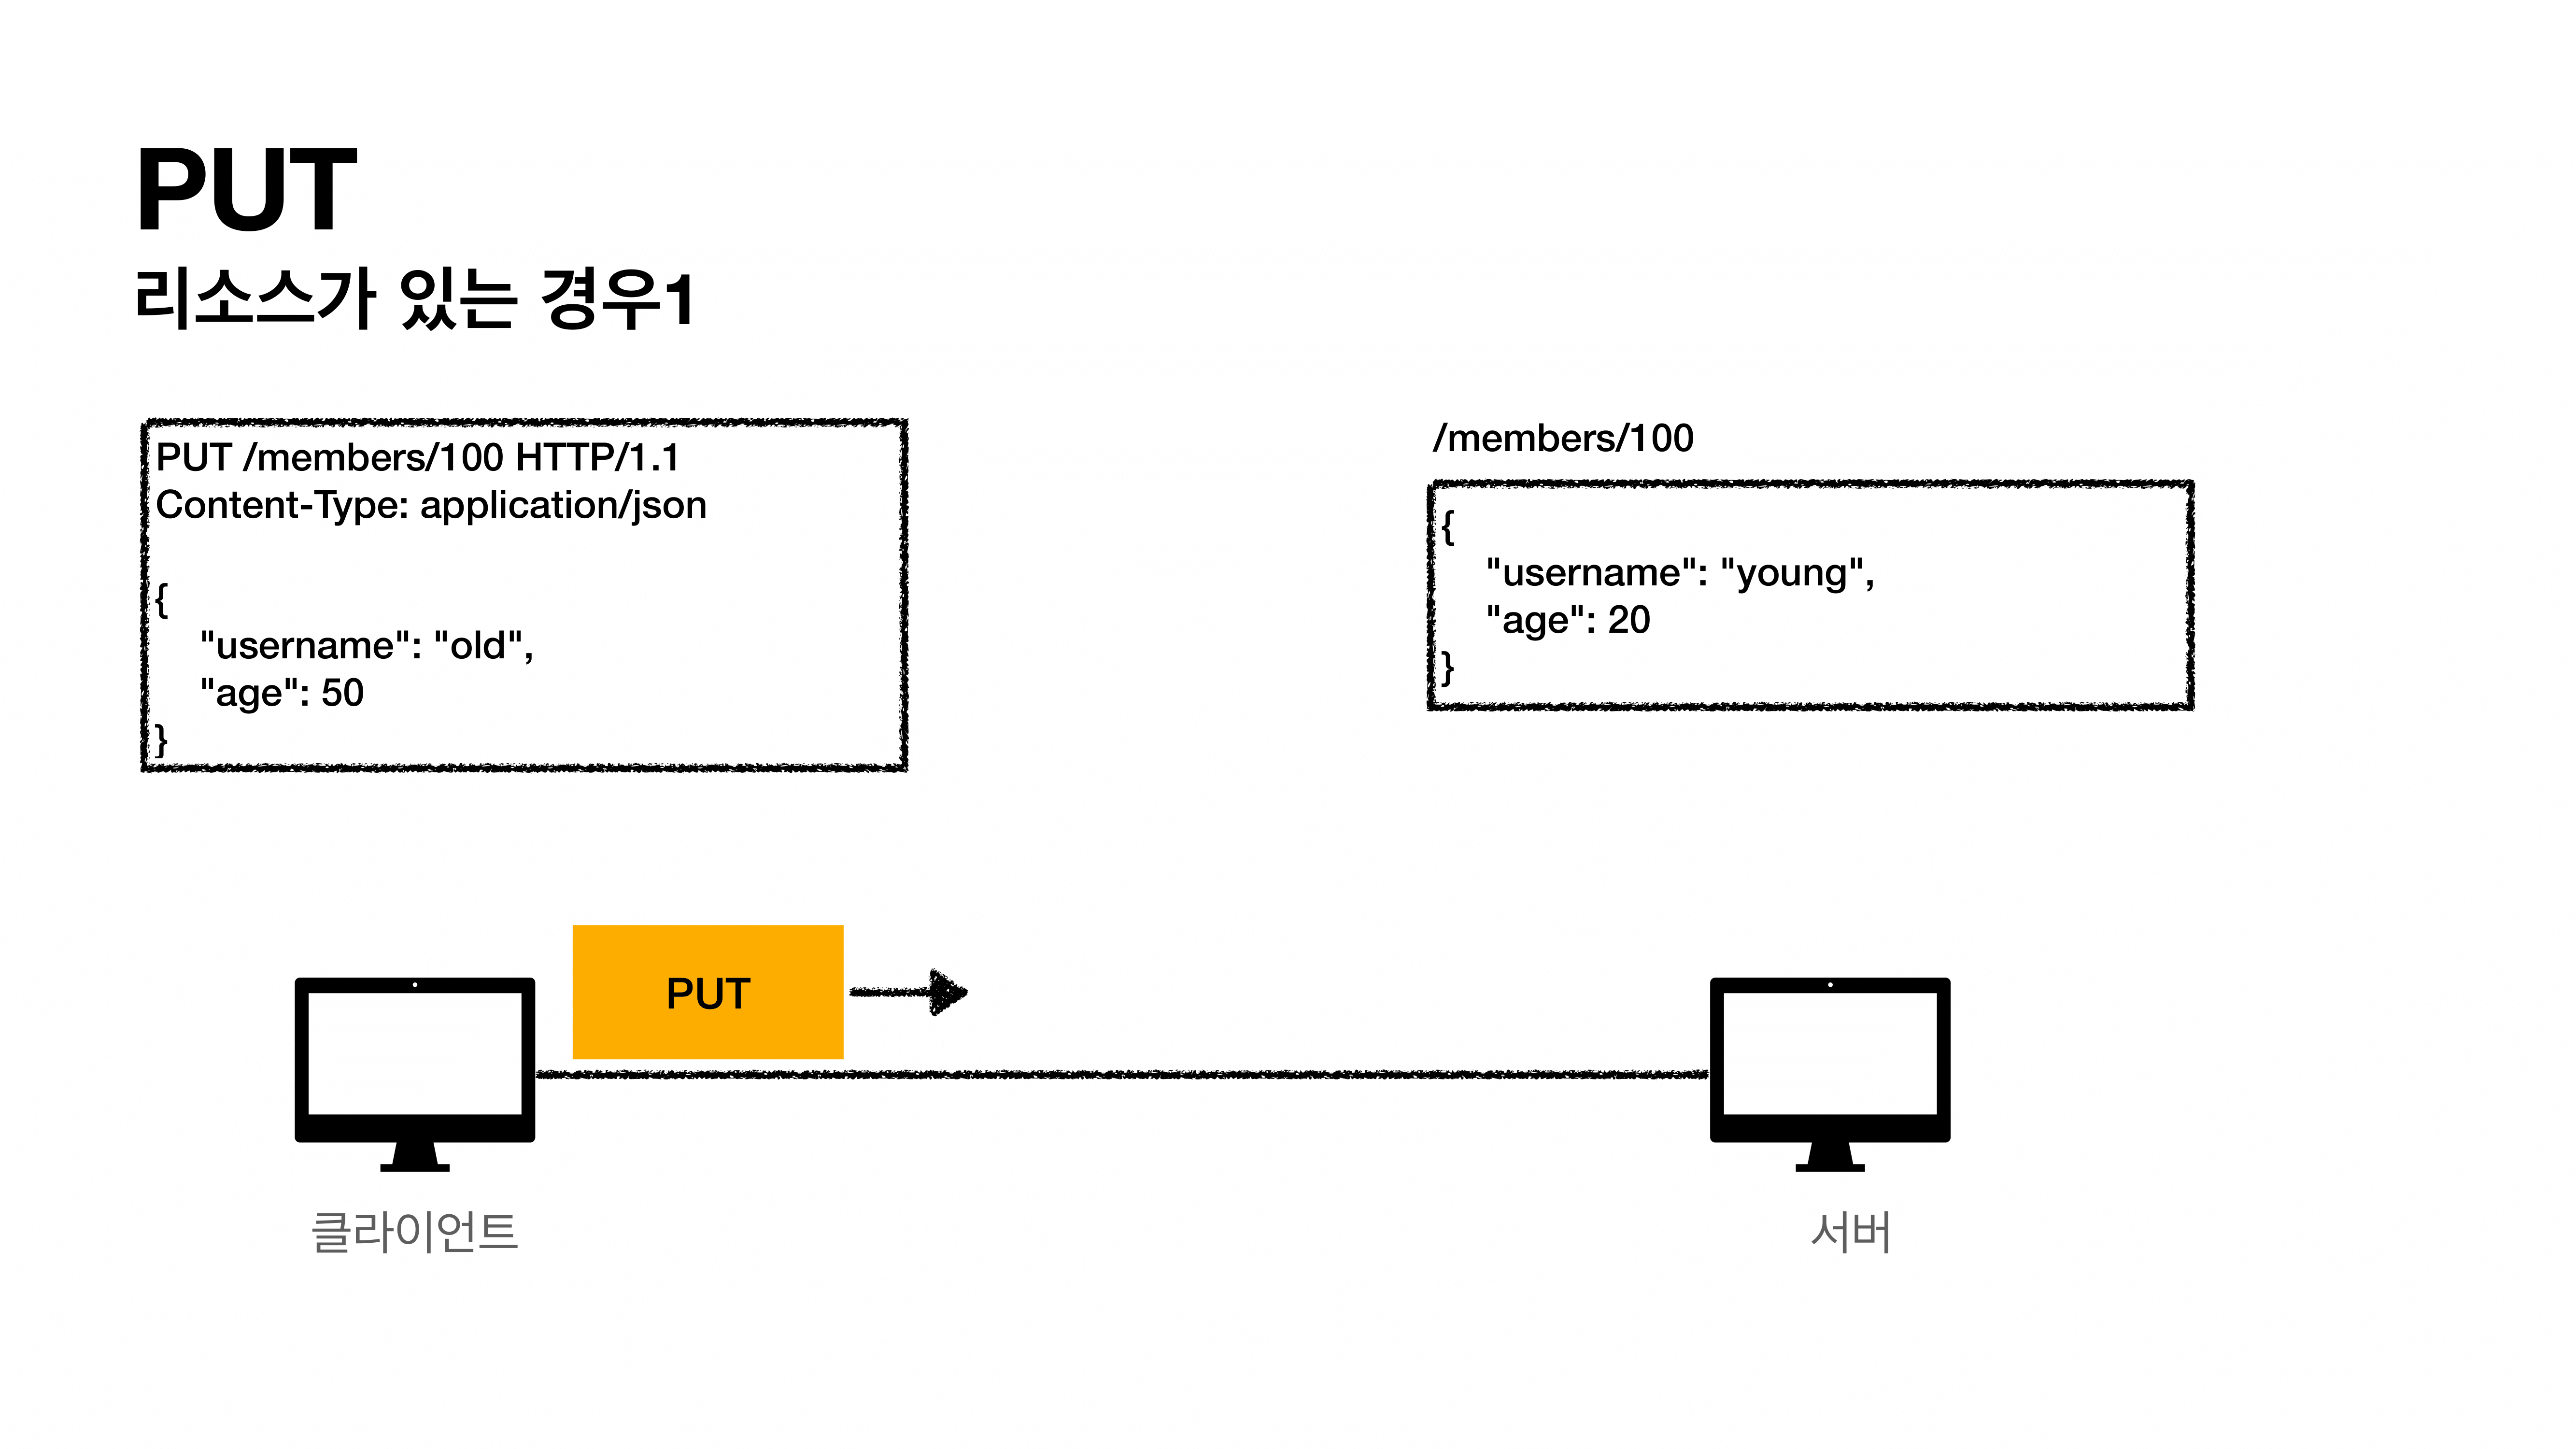 PUT
리소스가 있는 경우1
PUT /members/100 HTTP/1.1
Content-Type: application/json
{
"username": "old",
"age": 50
}
/members/100
{
"username": "young",
"age": 20
}
PUT
클라이언트
서버